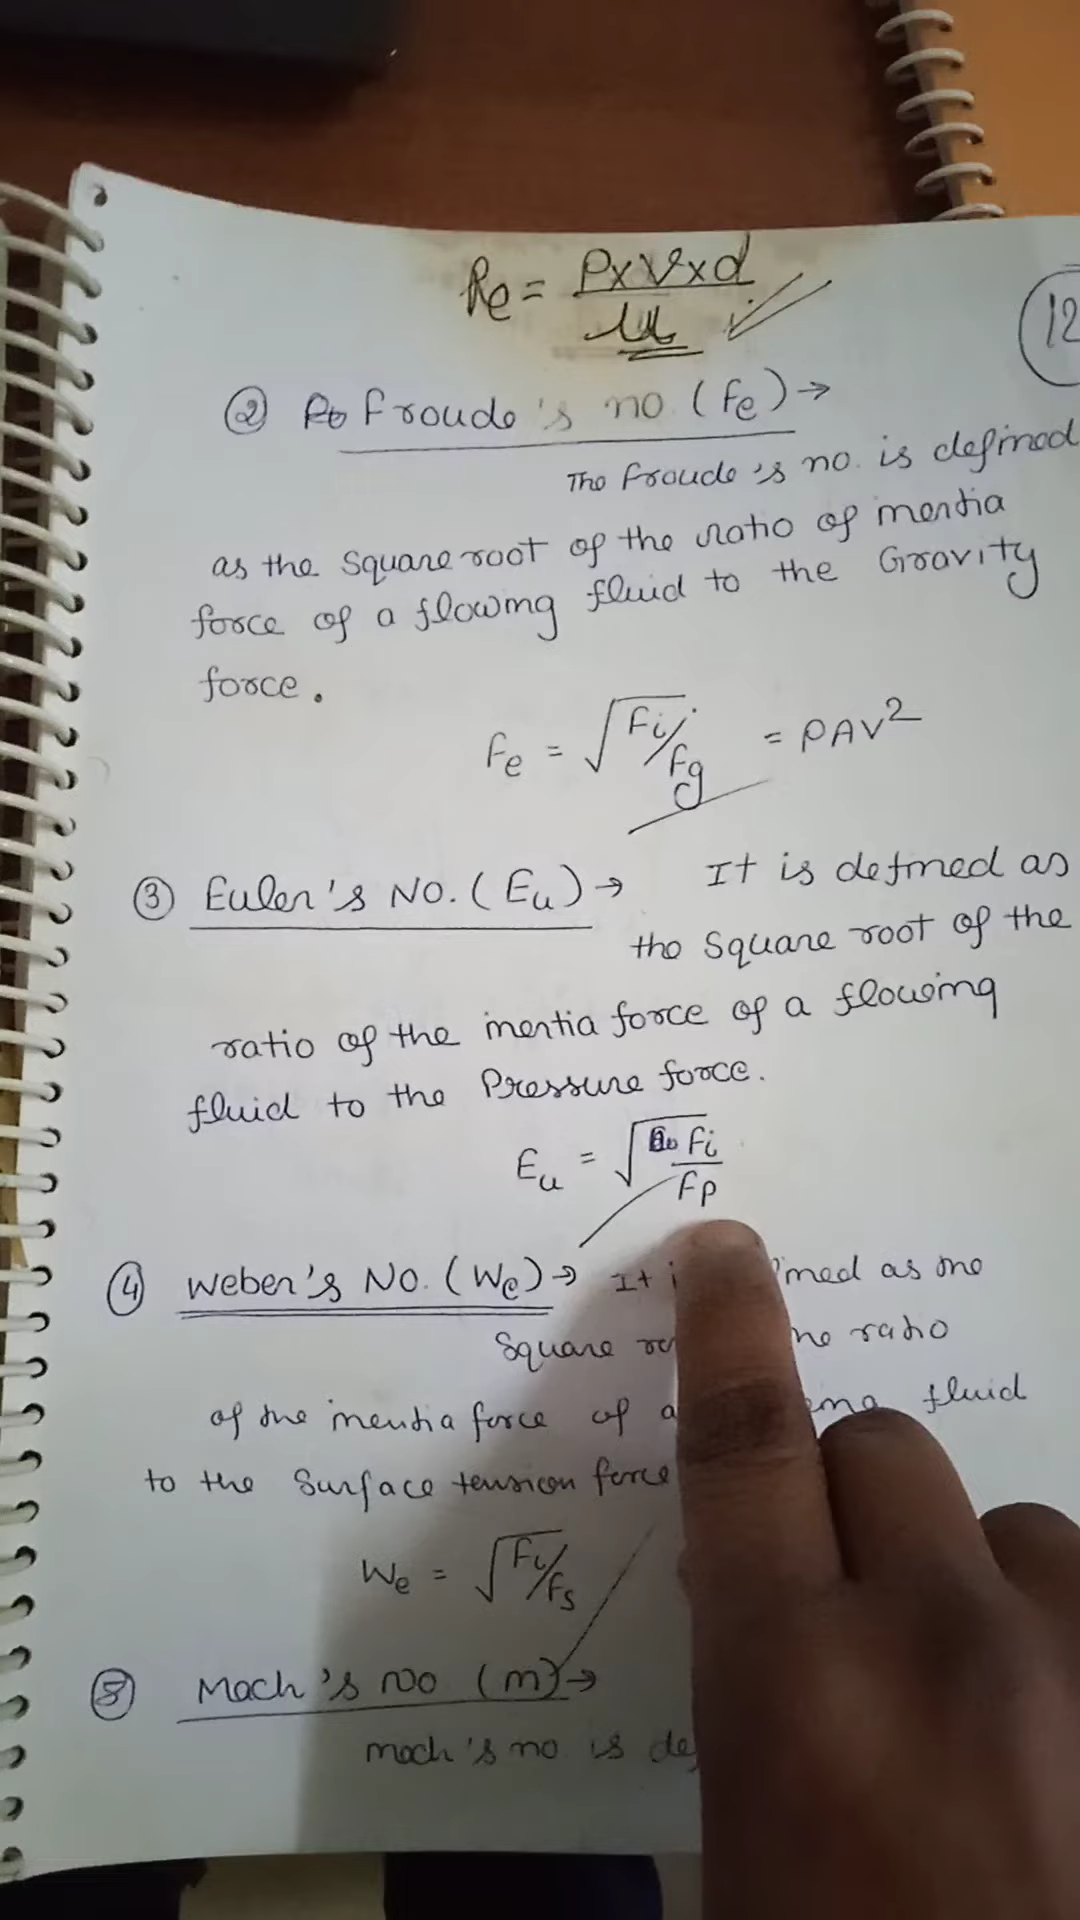 Re = ρxVxd / μ
12
② Froude's no. (Fe) →
The Froude's no. is defined
as the square root of the ratio of inertia
force of a flowing fluid to the Gravity
force.
Fe = √Fi/Fg = ρAV²
③ Euler's NO. (Eu) → It is defined as
the square root of the
ratio of the inertia force of a flowing
fluid to the Pressure force.
Eu = √Fi/Fp
④ Weber's NO. (We) → It as the
Square ratio
of the inertia force of a fluid
to the Surface tension force
We = √Fi/Fs
⑤ Mach's no (m) →
mach's no is